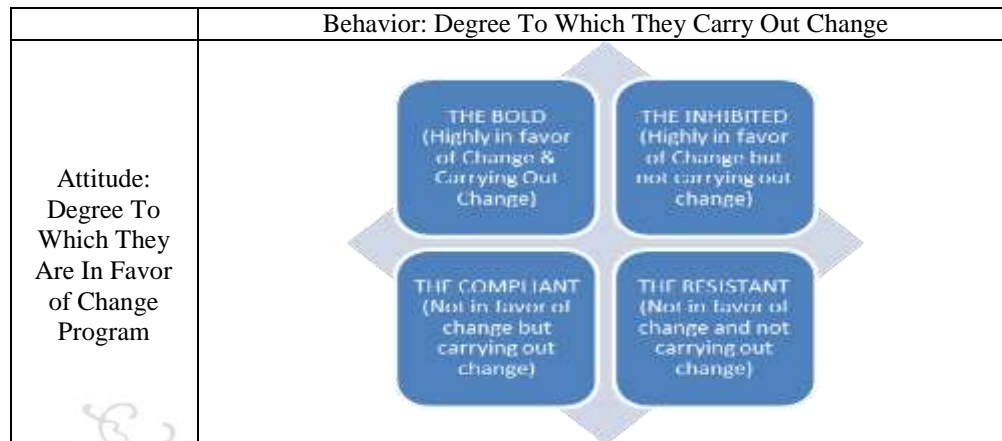 Behavior: Degree To Which They Carry Out Change
Attitude:
Degree To
Which They
Are In Favor
of Change
Program
THE BOLD
(Highly in favor
of Change &
Carrying Out
Change)
THE INHIBITED
(Highly in favor
of Change but
not carrying out
change)
THE COMPLIANT
(Not in favor of
change but
carrying out
change)
THE RESISTANT
(Not in favor of
change and not
carrying out
change)